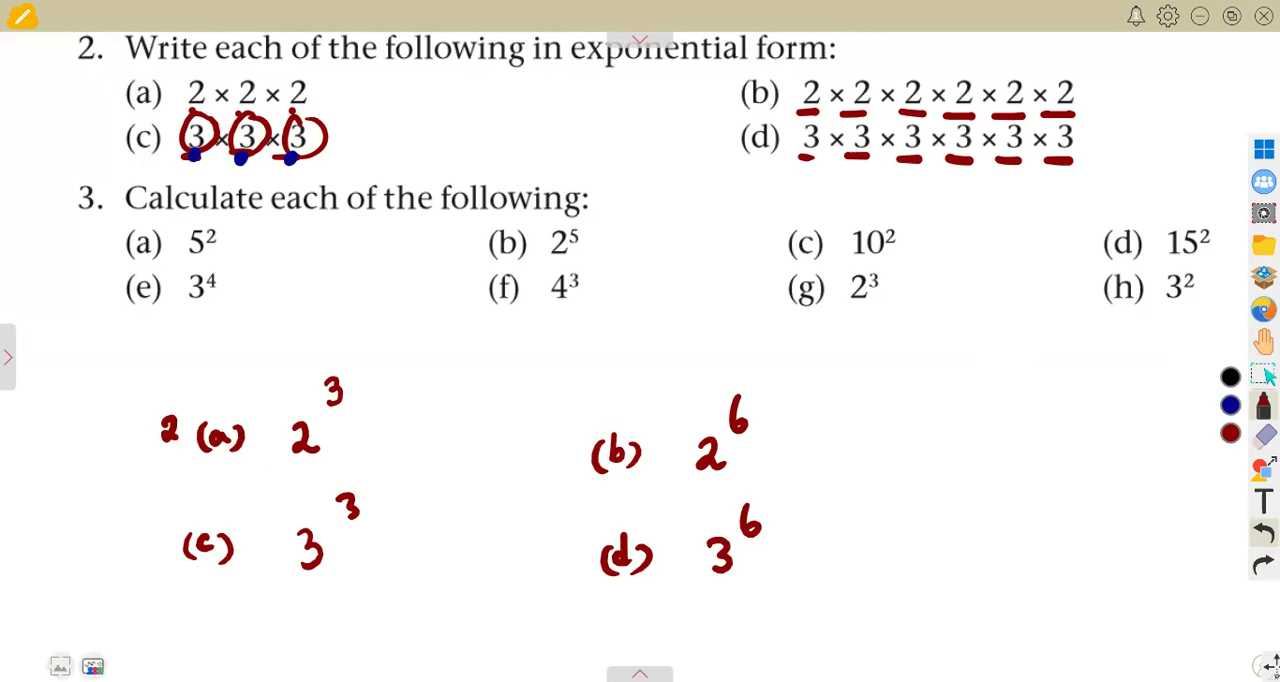 2. Write each of the following in exponential form:
(a) 2 × 2 × 2 (b) 2 × 2 × 2 × 2 × 2 × 2
(c) 3 × 3 × 3 (d) 3 × 3 × 3 × 3 × 3 × 3
3. Calculate each of the following:
(a) 5² (b) 2⁵ (c) 10² (d) 15²
(e) 3⁴ (f) 4³ (g) 2³ (h) 3²
2 (a) 2³ (b) 2⁶
(c) 3³ (d) 3⁶
T